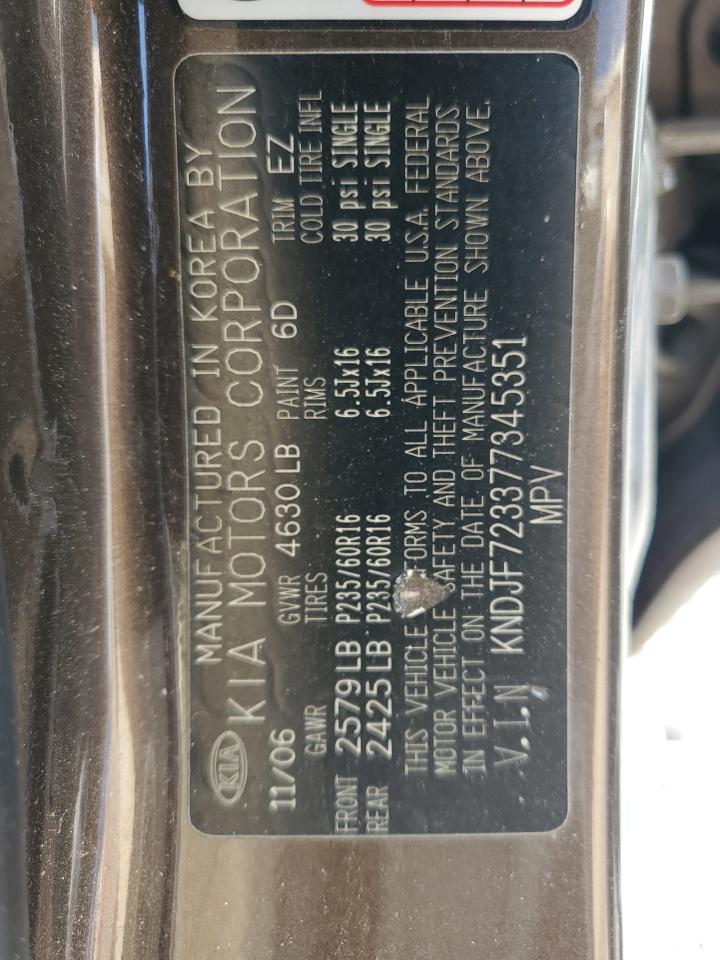 KIA
MANUFACTURED IN KOREA BY
KIA MOTORS CORPORATION
11/06 GVWR 4630 LB PAINT 6D TRIM EZ
GAWR TIRES RIMS COLD TIRE INFL
FRONT 2579 LB P235/60R16 6.5Jx16 30 psi SINGLE
REAR 2425 LB P235/60R16 6.5Jx16 30 psi SINGLE
THIS VEHICLE FORMS TO ALL APPLICABLE U.S.A. FEDERAL
MOTOR VEHICLE SAFETY AND THEFT PREVENTION STANDARDS
IN EFFECT ON THE DATE OF MANUFACTURE SHOWN ABOVE.
V.I.N KNDJF723377345351
MPV